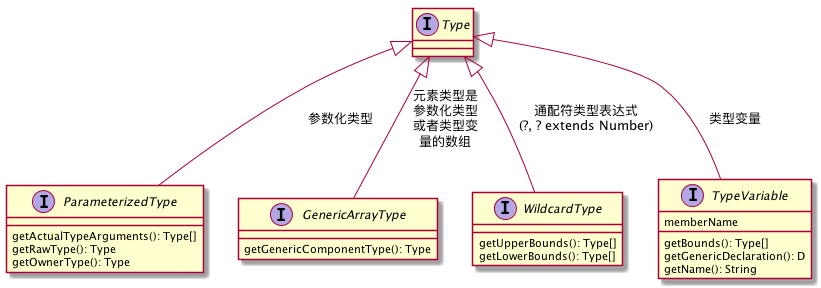 I Type
参数化类型
元素类型是
参数化类型
或者类型变
量的数组
通配符类型表达式
(?, ? extends Number)
类型变量
I ParameterizedType
getActualTypeArguments(): Type[]
getRawType(): Type
getOwnerType(): Type
I GenericArrayType
getGenericComponentType(): Type
I WildcardType
getUpperBounds(): Type[]
getLowerBounds(): Type[]
I TypeVariable
memberName
getBounds(): Type[]
getGenericDeclaration(): D
getName(): String